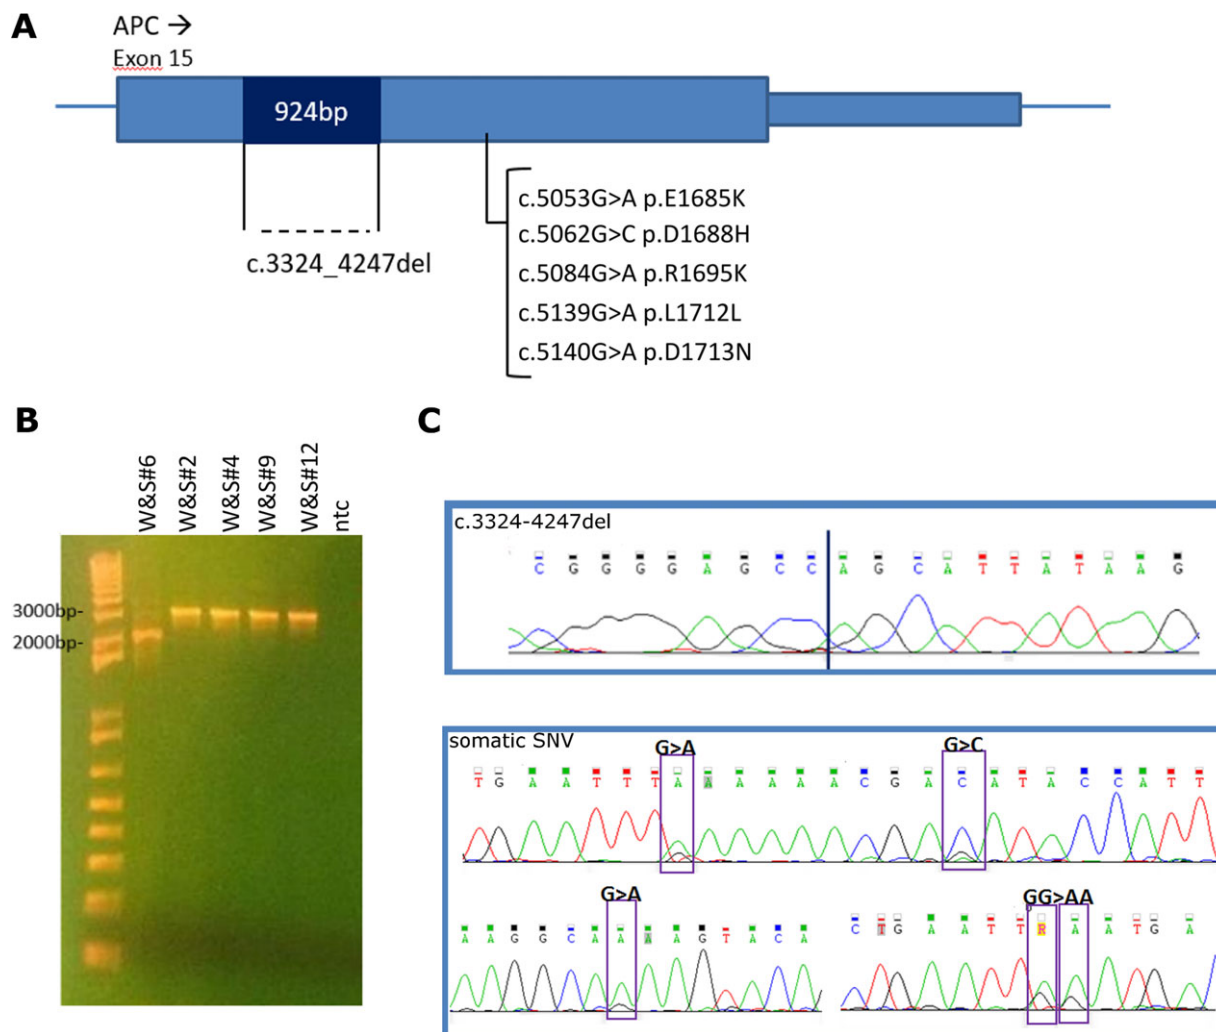 A
APC →
Exon 15
924bp
c.3324_4247del
c.5053G>A p.E1685K
c.5062G>C p.D1688H
c.5084G>A p.R1695K
c.5139G>A p.L1712L
c.5140G>A p.D1713N
B
W&S#6
W&S#2
W&S#4
W&S#9
W&S#12
ntc
3000bp-
2000bp-
C
c.3324-4247del
C G G G G A G C C A G C A T T A T A A G
somatic SNV
G>A
G>C
T G A A T T T A A A A A A C G A C A T A C C A T T
G>A
GG>AA
A A G G C A A A A G T A C A
C T G A A T T R A A T G A